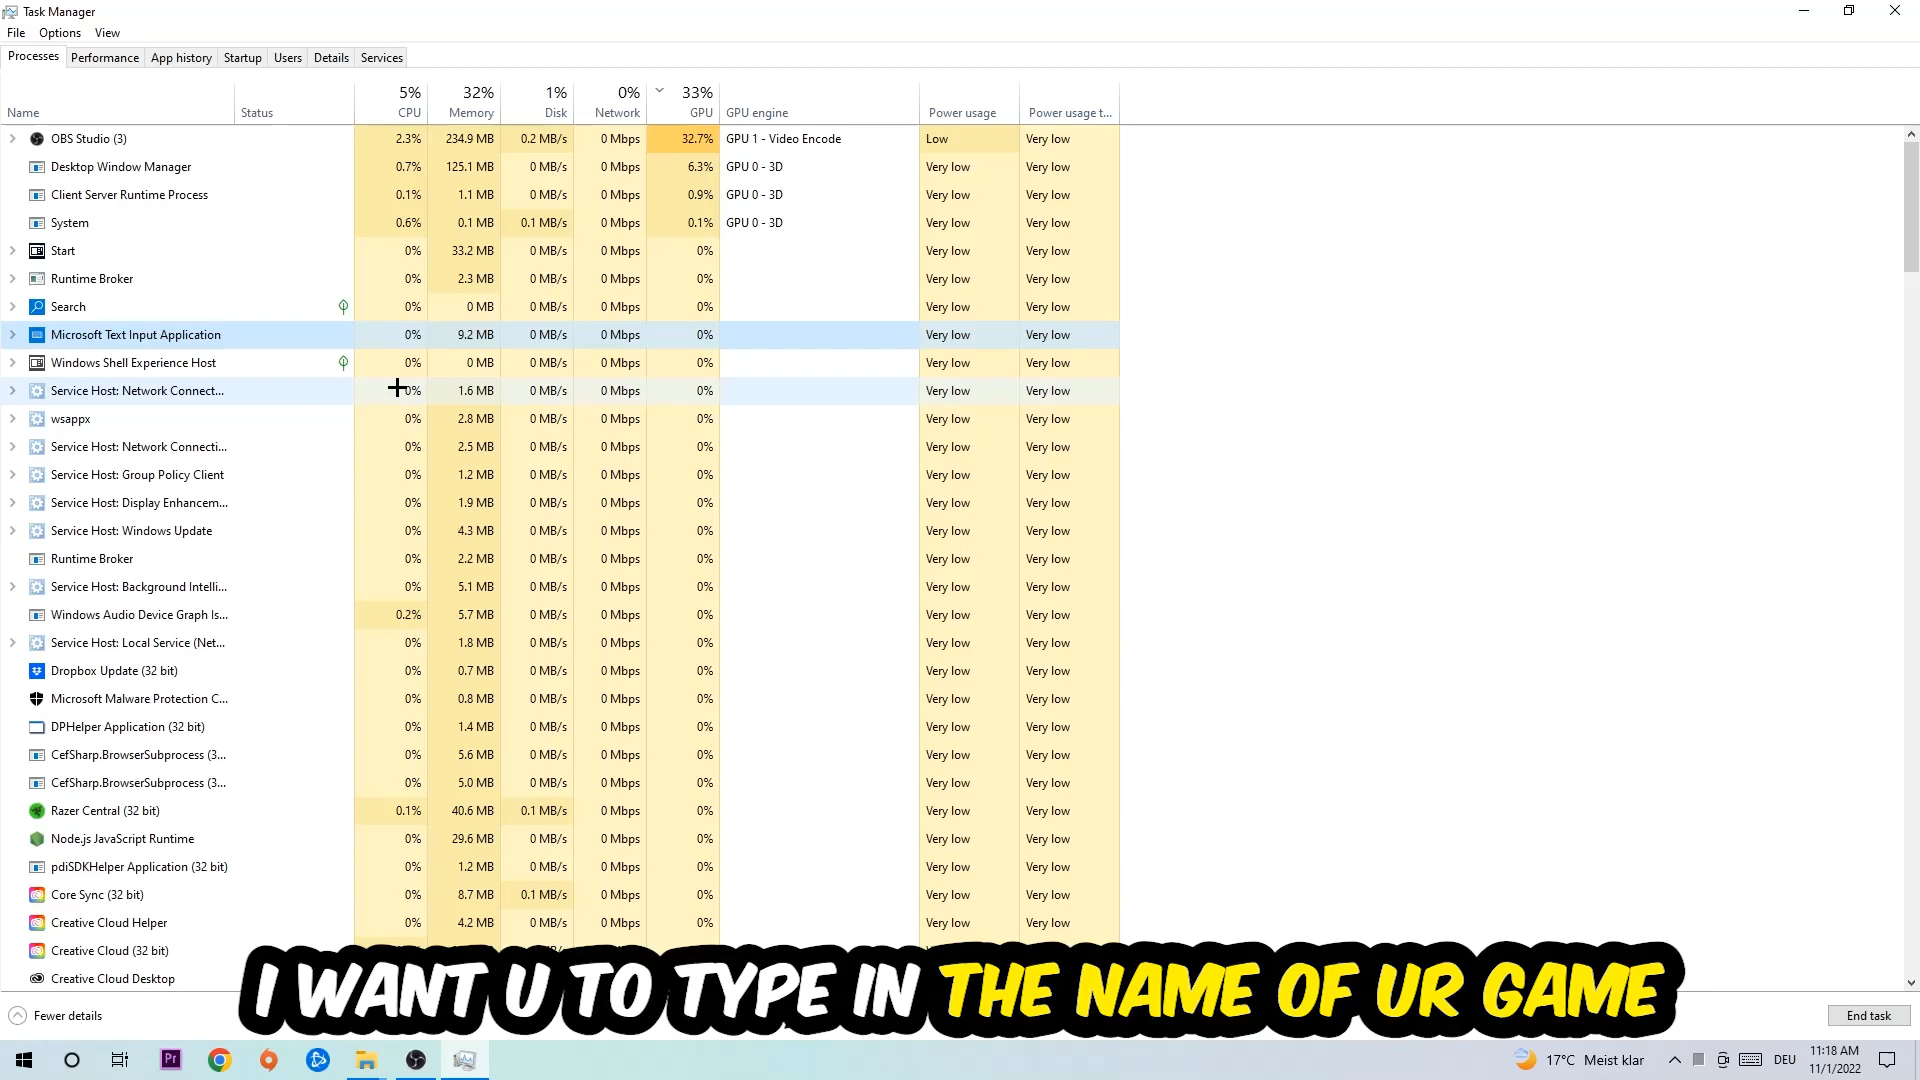 Task Manager
File Options View
Processes Performance App history Startup Users Details Services
5% 32% 1% 0% 33%
Name Status CPU Memory Disk Network GPU GPU engine Power usage Power usage t...
OBS Studio (3) 2.3% 234.9 MB 0.2 MB/s 0 Mbps 32.7% GPU 1 - Video Encode Low Very low
Desktop Window Manager 0.7% 125.1 MB 0 MB/s 0 Mbps 6.3% GPU 0 - 3D Very low Very low
Client Server Runtime Process 0.1% 1.1 MB 0 MB/s 0 Mbps 0.9% GPU 0 - 3D Very low Very low
System 0.6% 0.1 MB 0.1 MB/s 0 Mbps 0.1% GPU 0 - 3D Very low Very low
Start 0% 33.2 MB 0 MB/s 0 Mbps 0% Very low Very low
Runtime Broker 0% 2.3 MB 0 MB/s 0 Mbps 0% Very low Very low
Search 0% 0 MB 0 MB/s 0 Mbps 0% Very low Very low
Microsoft Text Input Application 0% 9.2 MB 0 MB/s 0 Mbps 0% Very low Very low
Windows Shell Experience Host 0% 0 MB 0 MB/s 0 Mbps 0% Very low Very low
Service Host: Network Connect... 0% 1.6 MB 0 MB/s 0 Mbps 0% Very low Very low
wsappx 0% 2.8 MB 0 MB/s 0 Mbps 0% Very low Very low
Service Host: Network Connecti... 0% 2.5 MB 0 MB/s 0 Mbps 0% Very low Very low
Service Host: Group Policy Client 0% 1.2 MB 0 MB/s 0 Mbps 0% Very low Very low
Service Host: Display Enhancem... 0% 1.9 MB 0 MB/s 0 Mbps 0% Very low Very low
Service Host: Windows Update 0% 4.3 MB 0 MB/s 0 Mbps 0% Very low Very low
Runtime Broker 0% 2.2 MB 0 MB/s 0 Mbps 0% Very low Very low
Service Host: Background Intelli... 0% 5.1 MB 0 MB/s 0 Mbps 0% Very low Very low
Windows Audio Device Graph Is... 0.2% 5.7 MB 0 MB/s 0 Mbps 0% Very low Very low
Service Host: Local Service (Net... 0% 1.8 MB 0 MB/s 0 Mbps 0% Very low Very low
Dropbox Update (32 bit) 0% 0.7 MB 0 MB/s 0 Mbps 0% Very low Very low
Microsoft Malware Protection C... 0% 0.8 MB 0 MB/s 0 Mbps 0% Very low Very low
DPHelper Application (32 bit) 0% 1.4 MB 0 MB/s 0 Mbps 0% Very low Very low
CefSharp.BrowserSubprocess (3... 0% 5.6 MB 0 MB/s 0 Mbps 0% Very low Very low
CefSharp.BrowserSubprocess (3... 0% 5.0 MB 0 MB/s 0 Mbps 0% Very low Very low
Razer Central (32 bit) 0.1% 40.6 MB 0.1 MB/s 0 Mbps 0% Very low Very low
Node.js JavaScript Runtime 0% 29.6 MB 0 MB/s 0 Mbps 0% Very low Very low
pdiSDKHelper Application (32 bit) 0% 1.2 MB 0 MB/s 0 Mbps 0% Very low Very low
Core Sync (32 bit) 0% 8.7 MB 0.1 MB/s 0 Mbps 0% Very low Very low
Creative Cloud Helper 0% 4.2 MB 0 MB/s 0 Mbps 0% Very low Very low
Creative Cloud (32 bit)
Creative Cloud Desktop
I WANT U TO TYPE IN THE NAME OF UR GAME
Fewer details End task
Pr 17°C Meist klar DEU 11:18 AM
11/1/2022